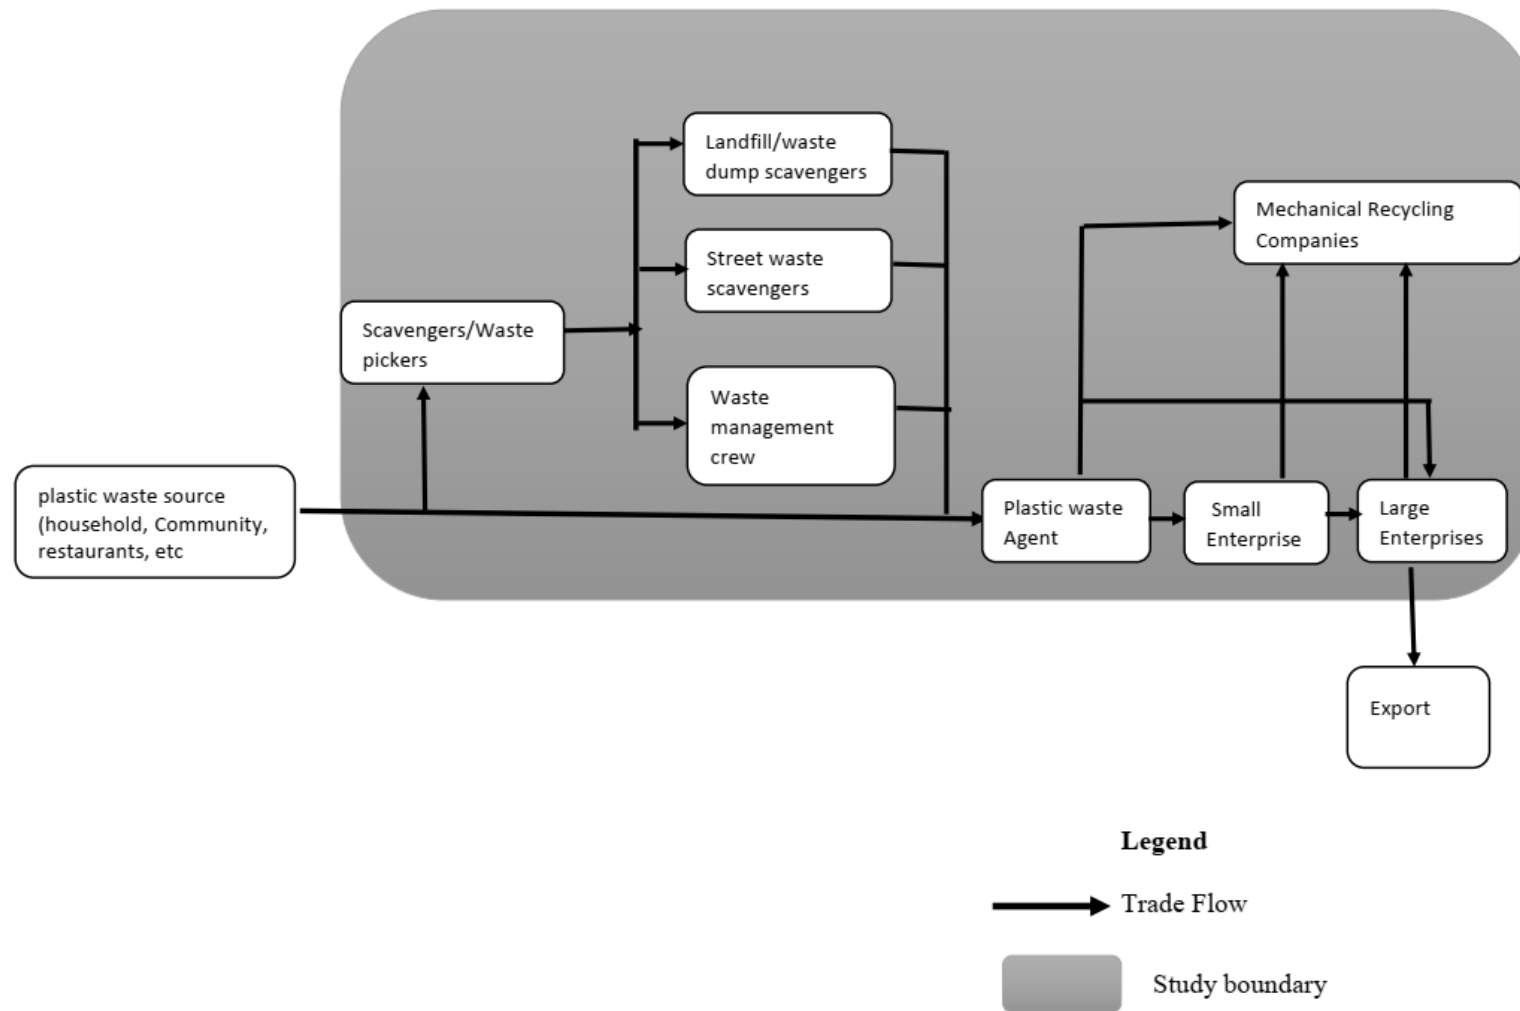 Landfill/waste
dump scavengers
Mechanical Recycling
Companies
Street waste
scavengers
Scavengers/Waste
pickers
Waste
management
crew
plastic waste source
(household, Community,
restaurants, etc
Plastic waste
Agent
Small
Enterprise
Large
Enterprises
Export
Legend
Trade Flow
Study boundary